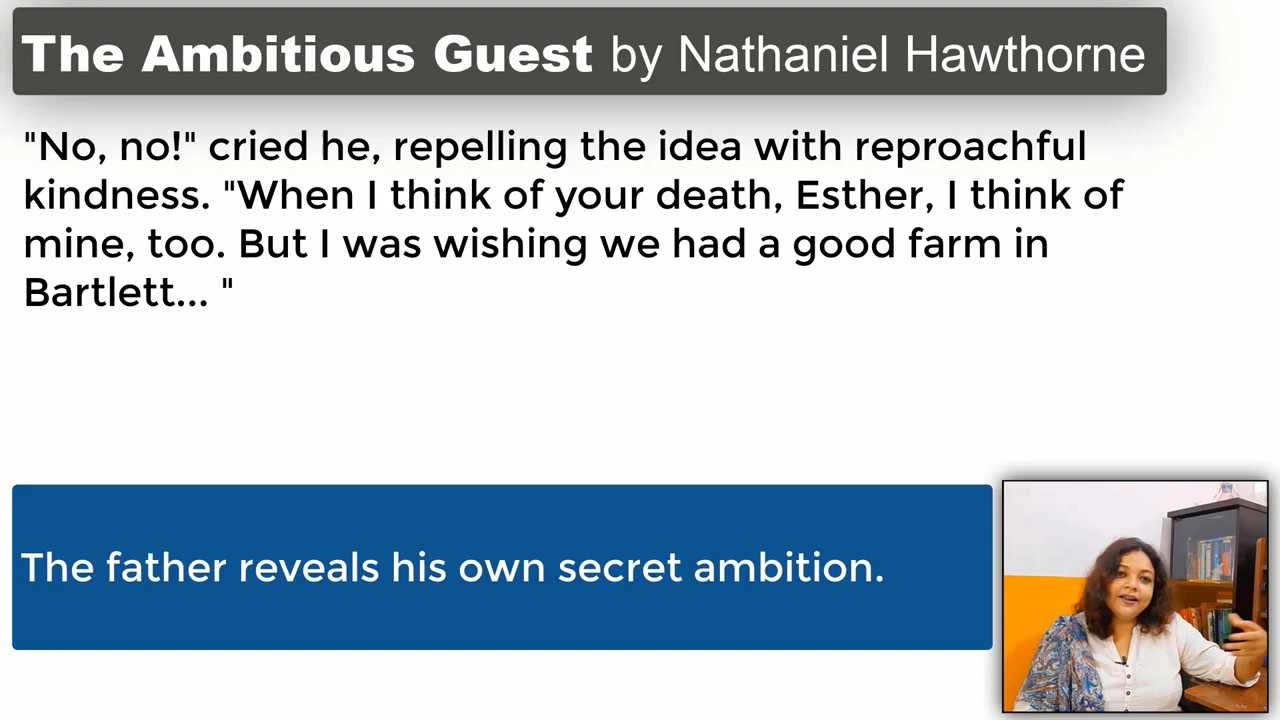 The Ambitious Guest by Nathaniel Hawthorne
"No, no!" cried he, repelling the idea with reproachful
kindness. "When I think of your death, Esther, I think of
mine, too. But I was wishing we had a good farm in
Bartlett... "
The father reveals his own secret ambition.